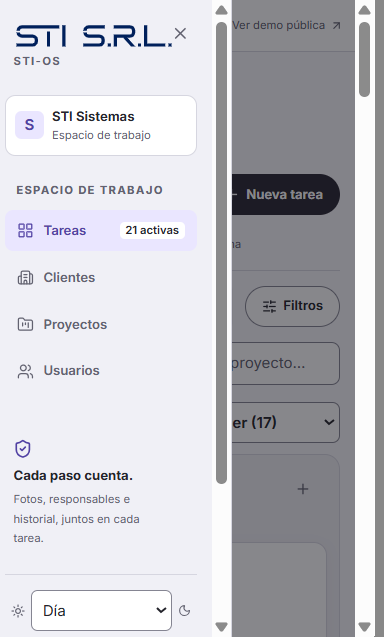 STI S.R.L.
STI-OS
S
STI Sistemas
Espacio de trabajo
ESPACIO DE TRABAJO
Tareas
21 activas
Clientes
Proyectos
Usuarios
Cada paso cuenta.
Fotos, responsables e
historial, juntos en cada
tarea.
Día
Ver demo pública
Nueva tarea
Filtros
proyecto...
(17)